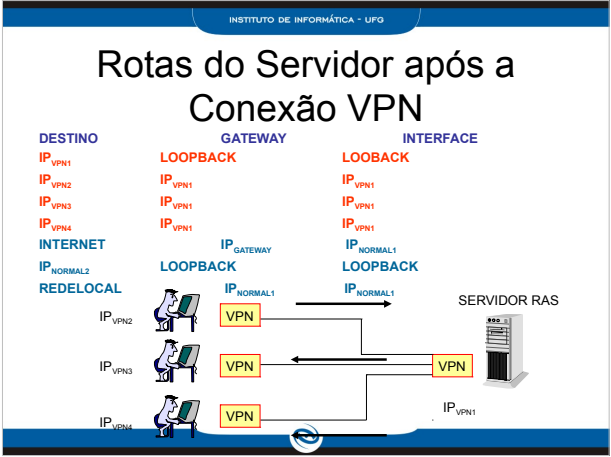 INSTITUTO DE INFORMÁTICA - UFG
Rotas do Servidor após a
Conexão VPN
DESTINO GATEWAY INTERFACE
IPVPN1 LOOPBACK LOOBACK
IPVPN2 IPVPN1 IPVPN1
IPVPN3 IPVPN1 IPVPN1
IPVPN4 IPVPN1 IPVPN1
INTERNET IPGATEWAY IPNORMAL1
IPNORMAL2 LOOPBACK LOOPBACK
REDELOCAL IPNORMAL1 IPNORMAL1
SERVIDOR RAS
IPVPN2 VPN
IPVPN3 VPN VPN
IPVPN4 VPN IPVPN1